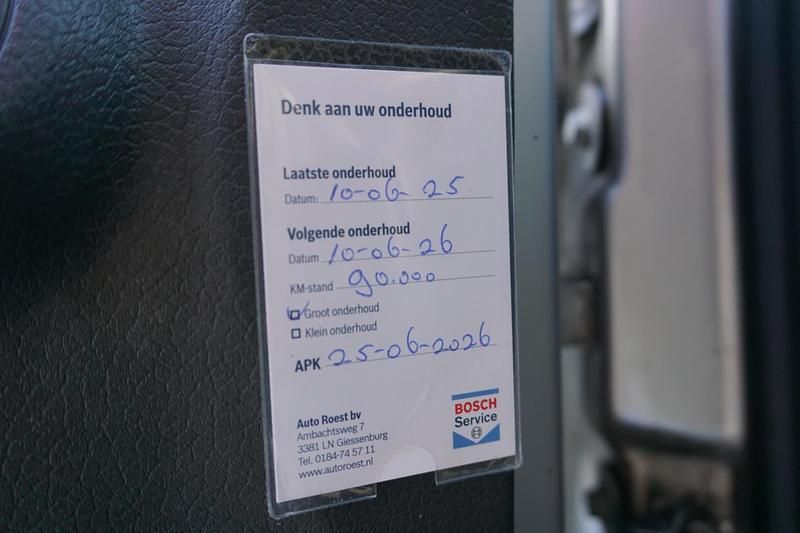 Denk aan uw onderhoud
Laatste onderhoud
Datum: 10-06-25
Volgende onderhoud
Datum 10-06-26
KM-stand 90.000
Groot onderhoud
Klein onderhoud
APK 25-06-2026
Auto Roest bv
Ambachtsweg 7
3381 LN Giessenburg
Tel. 0184-74 57 11
www.autoroest.nl
BOSCH
Service